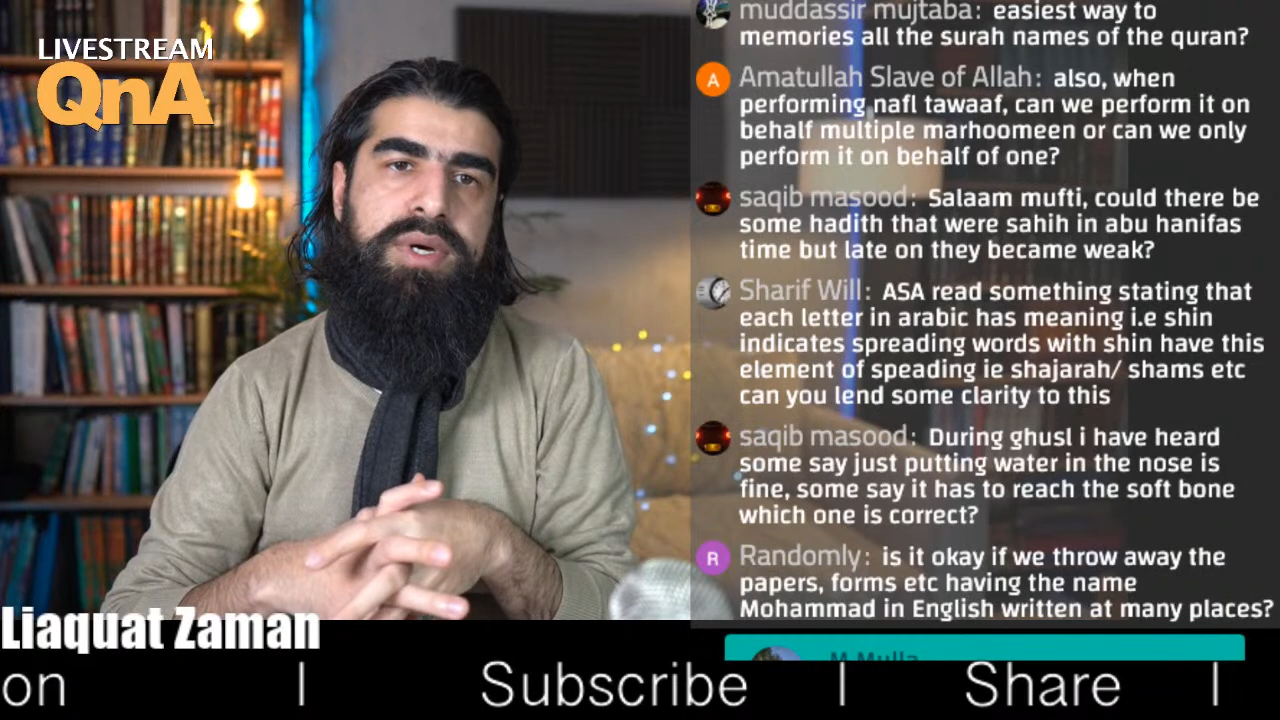 LIVESTREAM
QnA
muddassir mujtaba: easiest way to
memories all the surah names of the quran?
A
Amatullah Slave of Allah: also, when
performing nafl tawaaf, can we perform it on
behalf multiple marhoomeen or can we only
perform it on behalf of one?
saqib masood: Salaam mufti, could there be
some hadith that were sahih in abu hanifas
time but late on they became weak?
Sharif Will: ASA read something stating that
each letter in arabic has meaning i.e shin
indicates spreading words with shin have this
element of speading ie shajarah/ shams etc
can you lend some clarity to this
saqib masood: During ghusl i have heard
some say just putting water in the nose is
fine, some say it has to reach the soft bone
which one is correct?
R
Randomly: is it okay if we throw away the
papers, forms etc having the name
Mohammad in English written at many places?
M Mulla
Liaquat Zaman
on | Subscribe | Share |